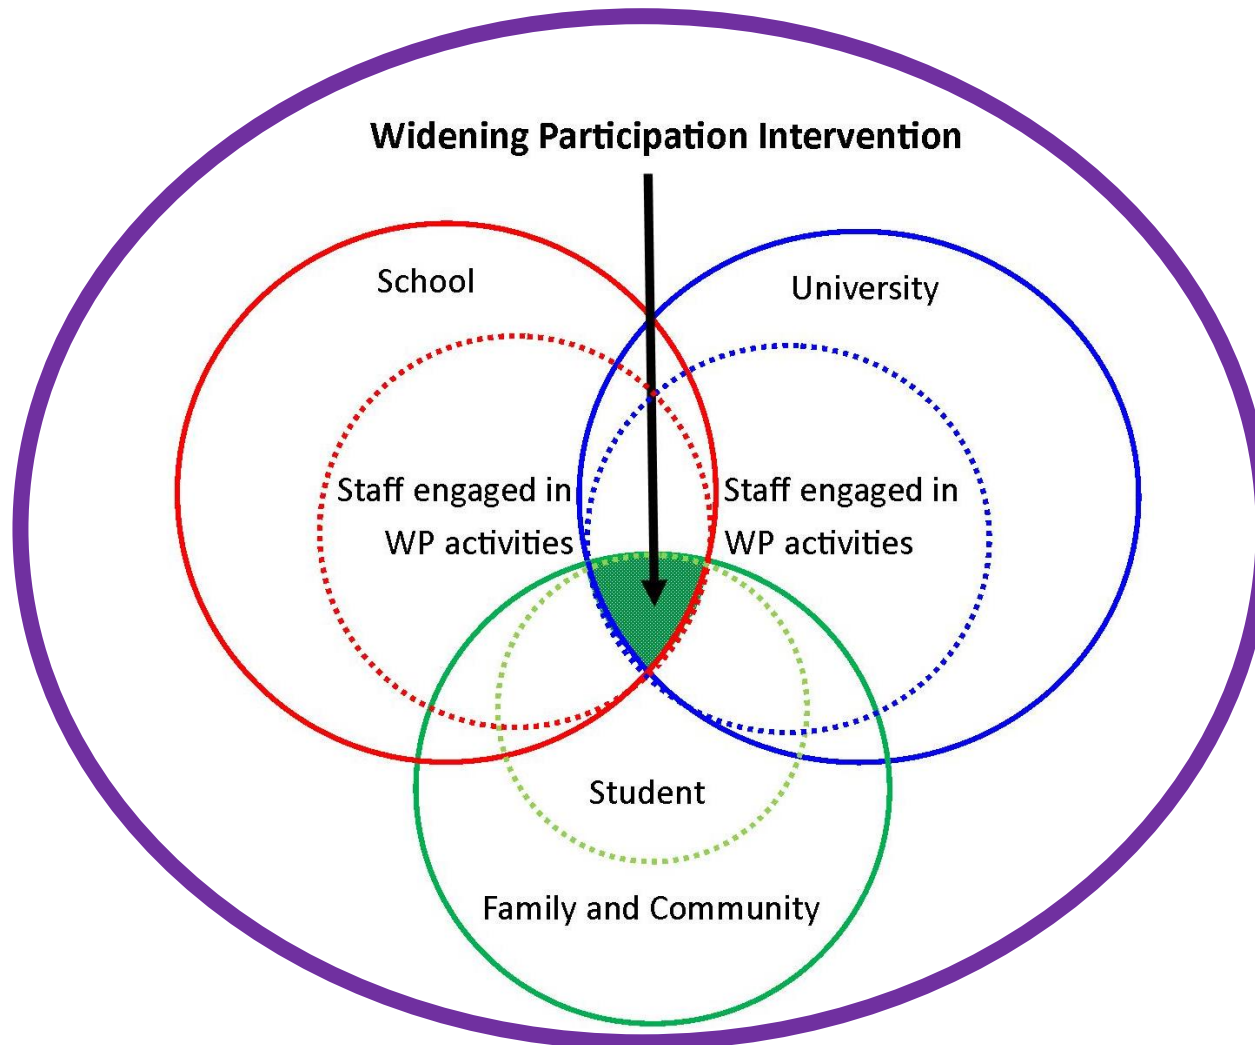 Widening Participation Intervention
School
University
Staff engaged in
WP activities
Staff engaged in
WP activities
Student
Family and Community